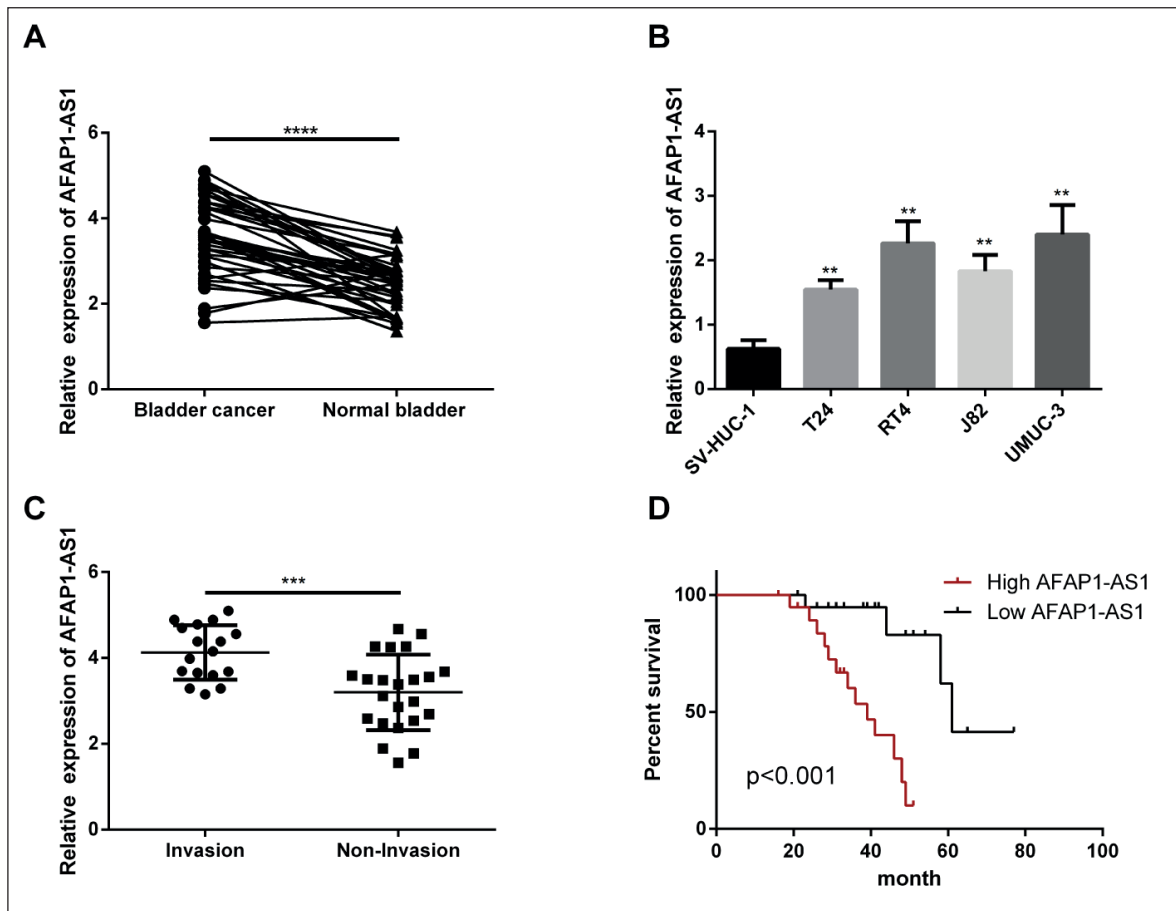 A
Relative expression of AFAP1-AS1
6
4
2
0
****
Bladder cancer
Normal bladder
B
Relative expression of AFAP1-AS1
4
3
2
1
0
**
**
**
**
SV-HUC-1
T24
RT4
J82
UMUC-3
C
Relative expression of AFAP1-AS1
6
4
2
0
***
Invasion
Non-Invasion
D
Percent survival
100
50
0
High AFAP1-AS1
Low AFAP1-AS1
p<0.001
0
20
40
60
80
100
month